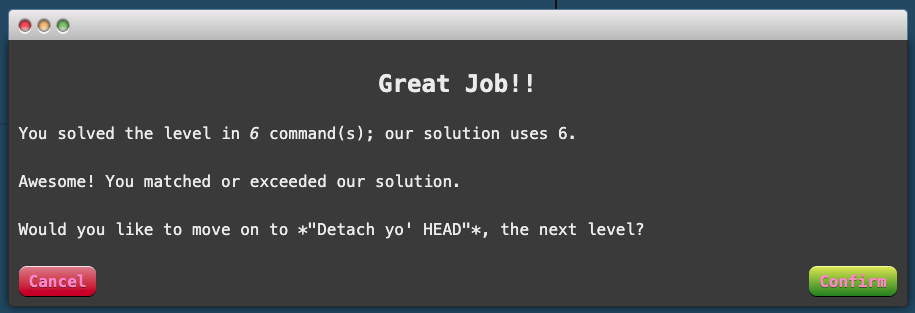 Great Job!!
You solved the level in 6 command(s); our solution uses 6.
Awesome! You matched or exceeded our solution.
Would you like to move on to *"Detach yo' HEAD"*, the next level?
Cancel
Confirm